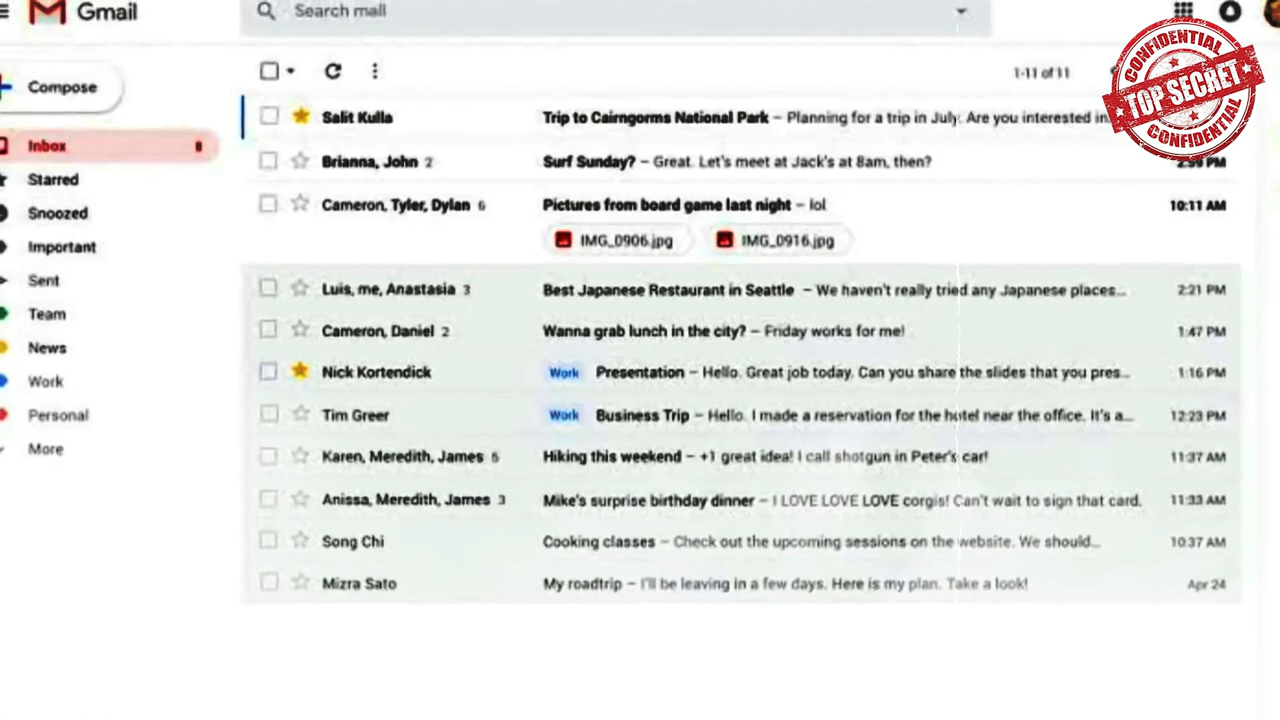 Gmail
Search mail
Compose
1-11 of 11
CONFIDENTIAL
TOP SECRET
CONFIDENTIAL
Inbox
Starred
Snoozed
Important
Sent
Team
News
Work
Personal
More
Salit Kulla Trip to Cairngorms National Park – Planning for a trip in July. Are you interested in
Brianna, John 2 Surf Sunday? – Great. Let's meet at Jack's at 8am, then? PM
Cameron, Tyler, Dylan 6 Pictures from board game last night – lol 10:11 AM
IMG_0906.jpg IMG_0916.jpg
Luis, me, Anastasia 3 Best Japanese Restaurant in Seattle – We haven't really tried any Japanese places... 2:21 PM
Cameron, Daniel 2 Wanna grab lunch in the city? – Friday works for me! 1:47 PM
Nick Kortendick Work Presentation – Hello. Great job today. Can you share the slides that you pres... 1:16 PM
Tim Greer Work Business Trip – Hello. I made a reservation for the hotel near the office. It's a... 12:23 PM
Karen, Meredith, James Hiking this weekend – +1 great idea! I call shotgun in Peter's car! 11:37 AM
Anissa, Meredith, James 3 Mike's surprise birthday dinner – I LOVE LOVE LOVE corgis! Can't wait to sign that card. 11:33 AM
Song Chi Cooking classes – Check out the upcoming sessions on the website. We should... 10:37 AM
Mizra Sato My roadtrip – I'll be leaving in a few days. Here is my plan. Take a look! Apr 24